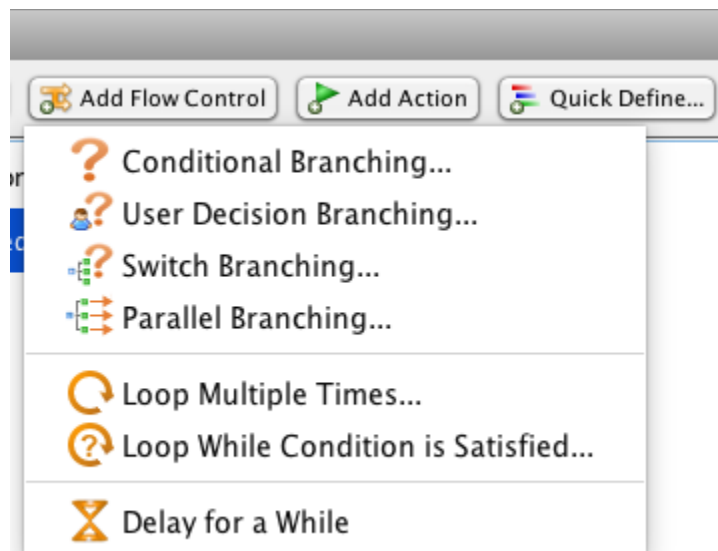 Add Flow Control Add Action Quick Define...
Conditional Branching...
User Decision Branching...
Switch Branching...
Parallel Branching...
Loop Multiple Times...
Loop While Condition is Satisfied...
Delay for a While